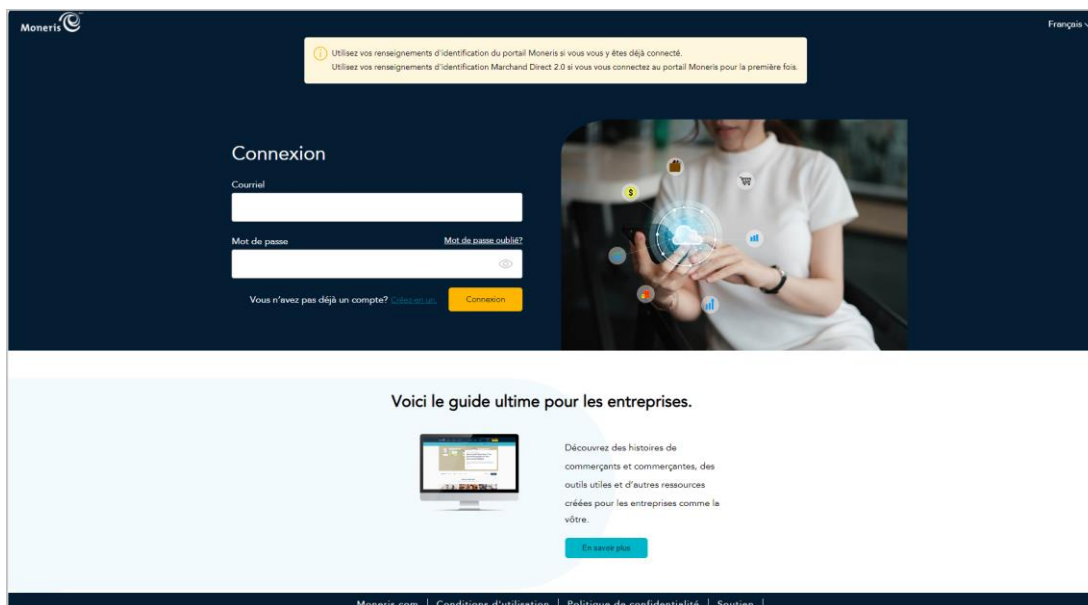 Moneris
Français
Utilisez vos renseignements d'identification du portail Moneris si vous vous y êtes déjà connecté.
Utilisez vos renseignements d'identification Marchand Direct 2.0 si vous vous connectez au portail Moneris pour la première fois.
Connexion
Courriel
Mot de passe Mot de passe oublié?
Vous n'avez pas déjà un compte? Créez-en un. Connexion
$
Voici le guide ultime pour les entreprises.
Découvrez des histoires de
commerçants et commerçantes, des
outils utiles et d'autres ressources
créées pour les entreprises comme la
vôtre.
En savoir plus
Moneris.com | Conditions d'utilisation | Politique de confidentialité | Soutien |